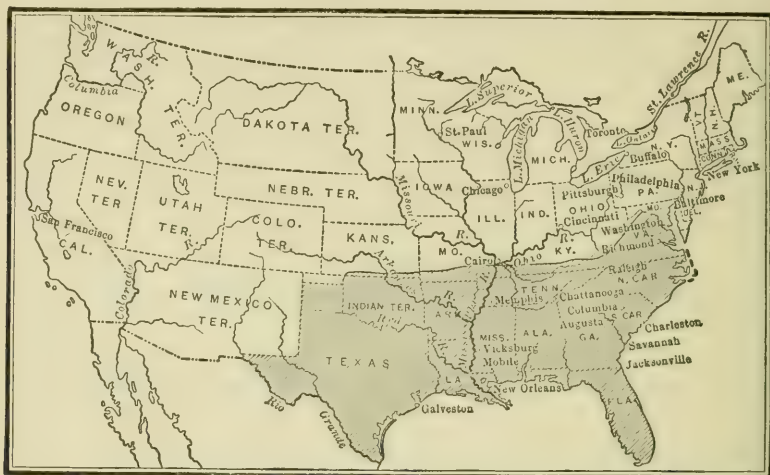 WASH. TER.
R.
Columbia
OREGON
DAKOTA TER.
MINN.
L. Superior
St. Lawrence R.
ME.
St. Paul
WIS.
L. Michigan
L. Huron
MICH.
Toronto
L. Ontario
VT.
N.H.
MASS.
CONN.
N.Y.
Buffalo
L. Erie
New York
NEV. TER
UTAH TER.
NEBR. TER.
IOWA
Missouri
R.
Chicago
ILL.
IND.
OHIO
Pittsburgh
PA.
Philadelphia
N.J.
Cincinnati
Baltimore
DEL.
MD.
San Francisco
CAL.
COLO. TER.
KANS.
MO.
Cairo
Ohio
R.
KY.
Washington
VA.
Richmond
Colorado
R.
NEW MEXICO TER.
INDIAN TER.
Arkansas
R.
ARK.
Red
R.
Mississippi
R.
TENN.
Memphis
Chattanooga
Raleigh
N. CAR
Columbia
S. CAR
Augusta
GA.
Charleston
Savannah
Jacksonville
TEXAS
MISS.
Vicksburg
Mobile
ALA.
LA.
New Orleans
FLA.
Galveston
Rio Grande